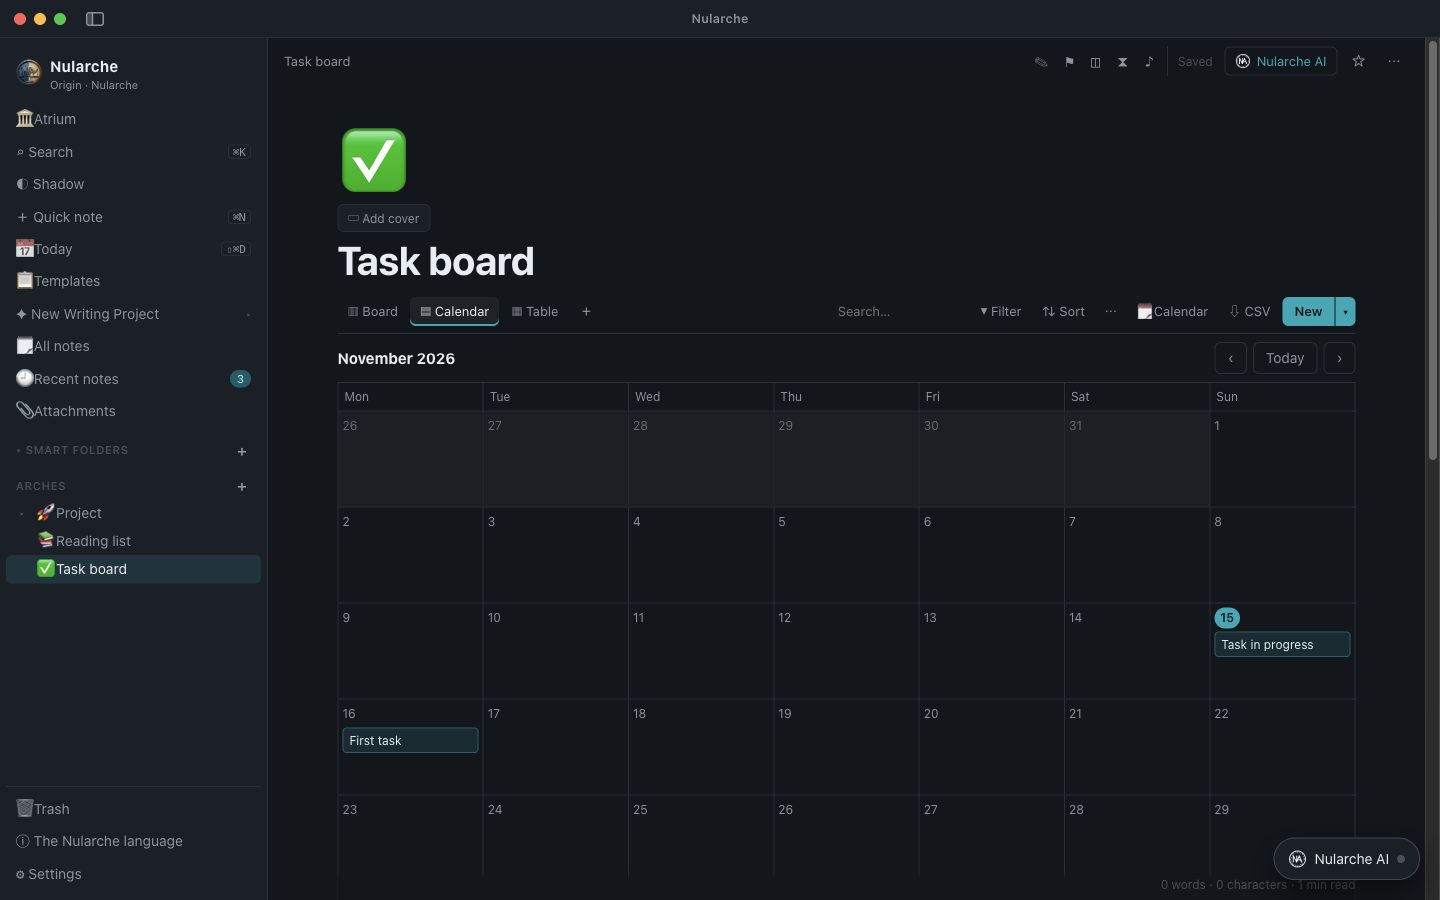 Nularche
Nularche
Origin · Nularche
Atrium
Search ⌘K
Shadow
+ Quick note ⌘N
Today ⇧⌘D
Templates
New Writing Project
All notes
Recent notes 3
Attachments
SMART FOLDERS +
ARCHES +
Project
Reading list
Task board
Trash
The Nularche language
Settings
Task board
Saved
Nularche AI
Add cover
Task board
Board Calendar Table +
Search... Filter Sort ··· Calendar CSV New
November 2026
‹ Today ›
Mon Tue Wed Thu Fri Sat Sun
26 27 28 29 30 31 1
2 3 4 5 6 7 8
9 10 11 12 13 14 15
Task in progress
16 17 18 19 20 21 22
First task
23 24 25 26 27 28 29
Nularche AI
0 words · 0 characters · 1 min read